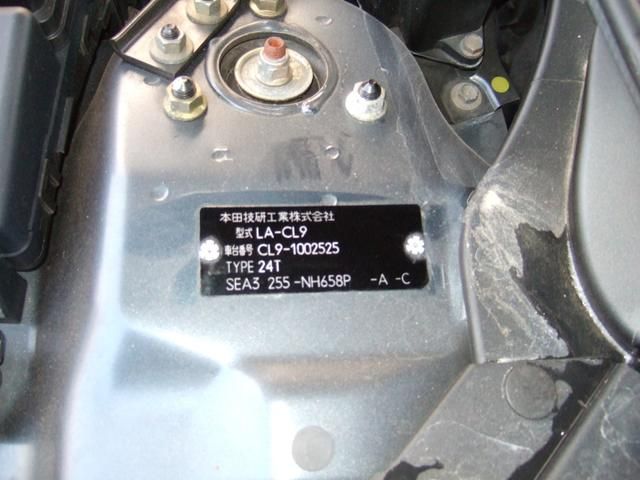 本田技研工業株式会社
型式 LA-CL9
車台番号 CL9-1002525
TYPE 24T
SEA3 255-NH658P -A -C